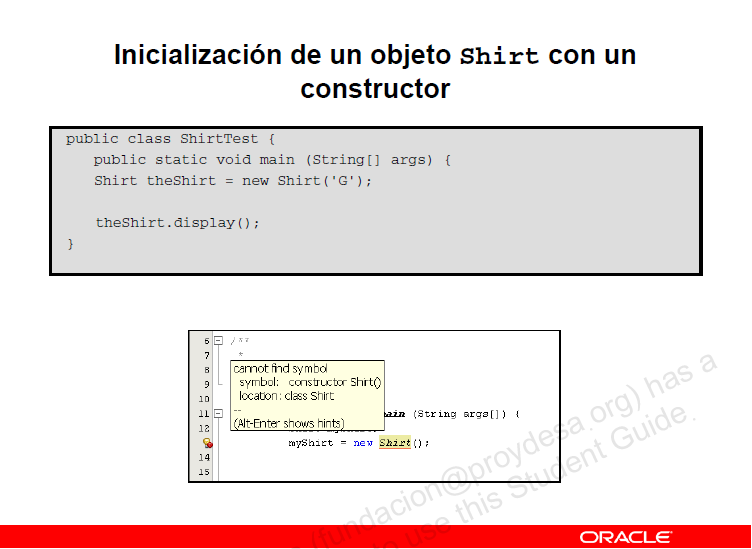 Inicialización de un objeto Shirt con un
constructor
public class ShirtTest {
public static void main (String[] args) {
Shirt theShirt = new Shirt('G');
theShirt.display();
}
6 /**
7 *
8 cannot find symbol
9 symbol: constructor Shirt()
10 location: class Shirt
11 -- main (String args[]) {
12 (Alt-Enter shows hints)
myShirt = new Shirt();
14
15
(fundacion@proydesa.org) has a
to use this Student Guide.
ORACLE